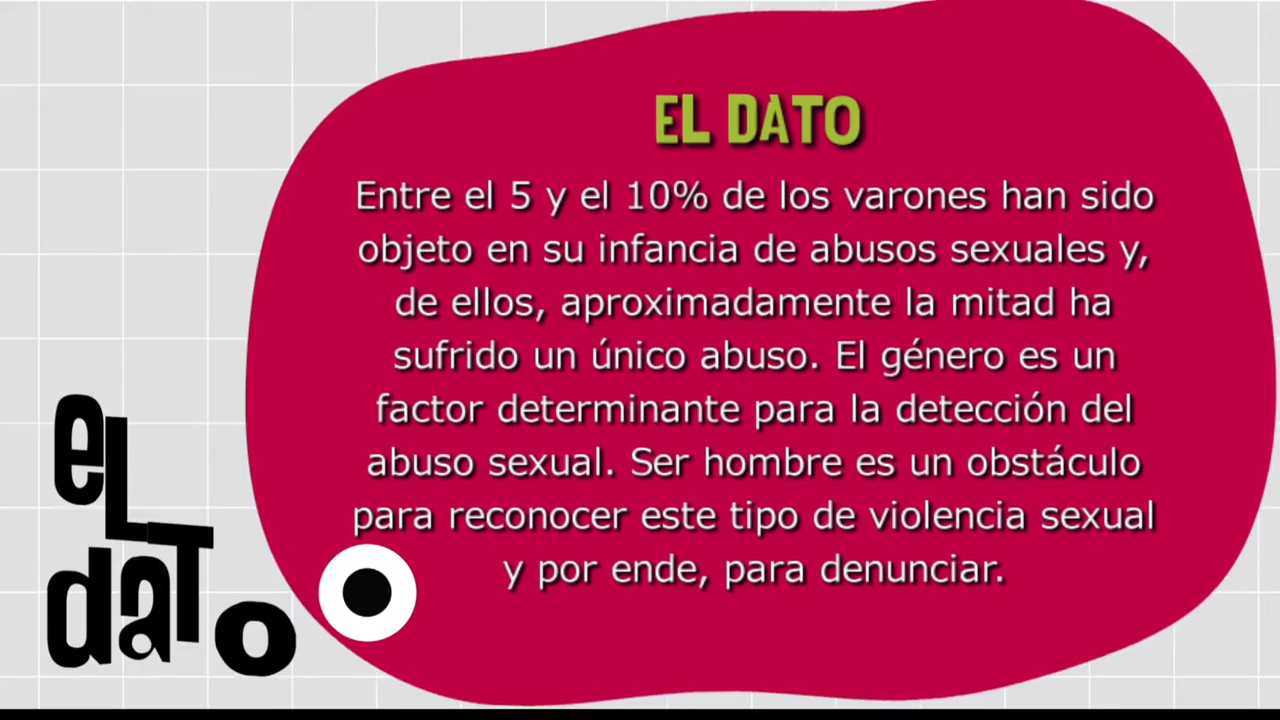 EL DATO
Entre el 5 y el 10% de los varones han sido
objeto en su infancia de abusos sexuales y,
de ellos, aproximadamente la mitad ha
sufrido un único abuso. El género es un
factor determinante para la detección del
abuso sexual. Ser hombre es un obstáculo
para reconocer este tipo de violencia sexual
y por ende, para denunciar.
eL
daTo